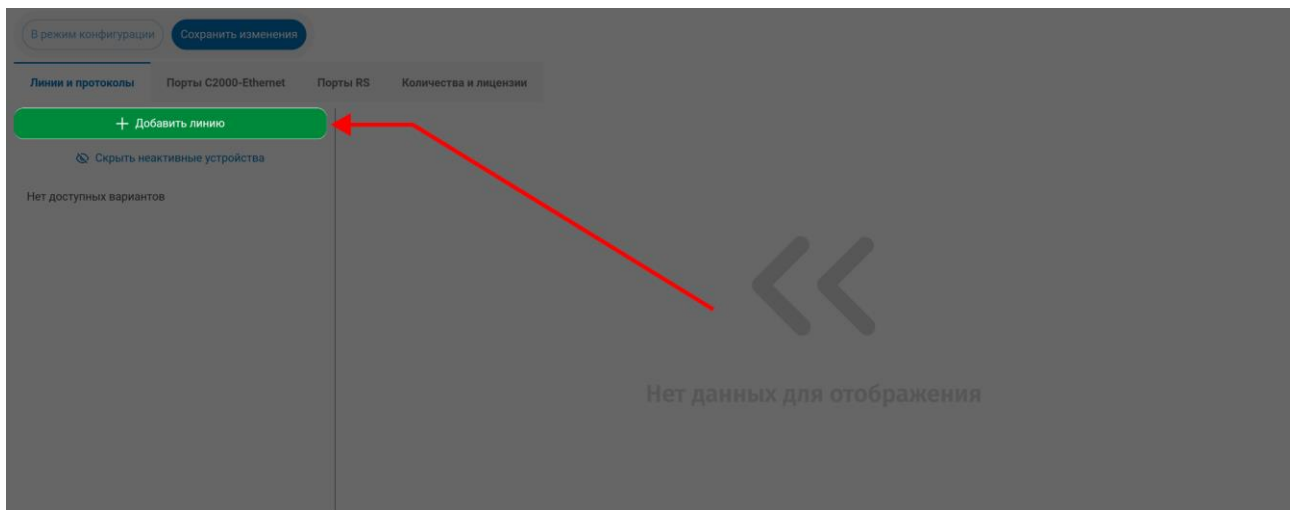 В режим конфигурации
Сохранить изменения
Линии и протоколы
Порты С2000-Ethernet
Порты RS
Количества и лицензии
+ Добавить линию
Скрыть неактивные устройства
Нет доступных вариантов
Нет данных для отображения